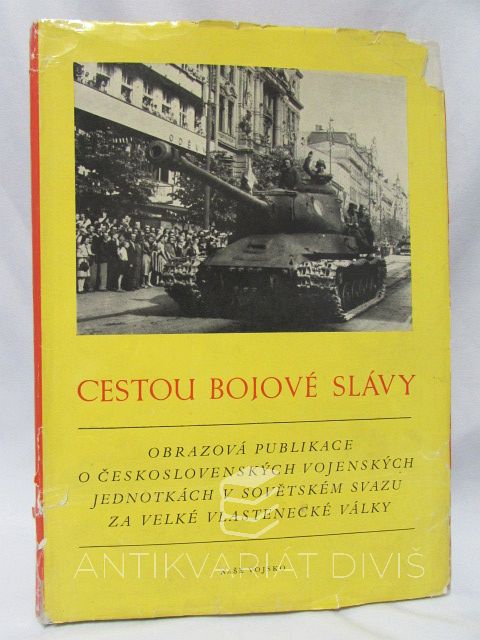 CESTOU BOJOVÉ SLÁVY
OBRAZOVÁ PUBLIKACE
O ČESKOSLOVENSKÝCH VOJENSKÝCH
JEDNOTKÁCH V SOVĚTSKÉM SVAZU
ZA VELKÉ VLASTENECKÉ VÁLKY
ANTIKVARIÁT DIVIŠ
NAŠE VOJSKO